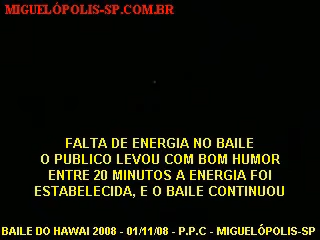 MIGUELÓPOLIS-SP.COM.BR
FALTA DE ENERGIA NO BAILE
O PUBLICO LEVOU COM BOM HUMOR
ENTRE 20 MINUTOS A ENERGIA FOI
ESTABELECIDA, E O BAILE CONTINUOU
BAILE DO HAWAI 2008 - 01/11/08 - P.P.C - MIGUELÓPOLIS-SP